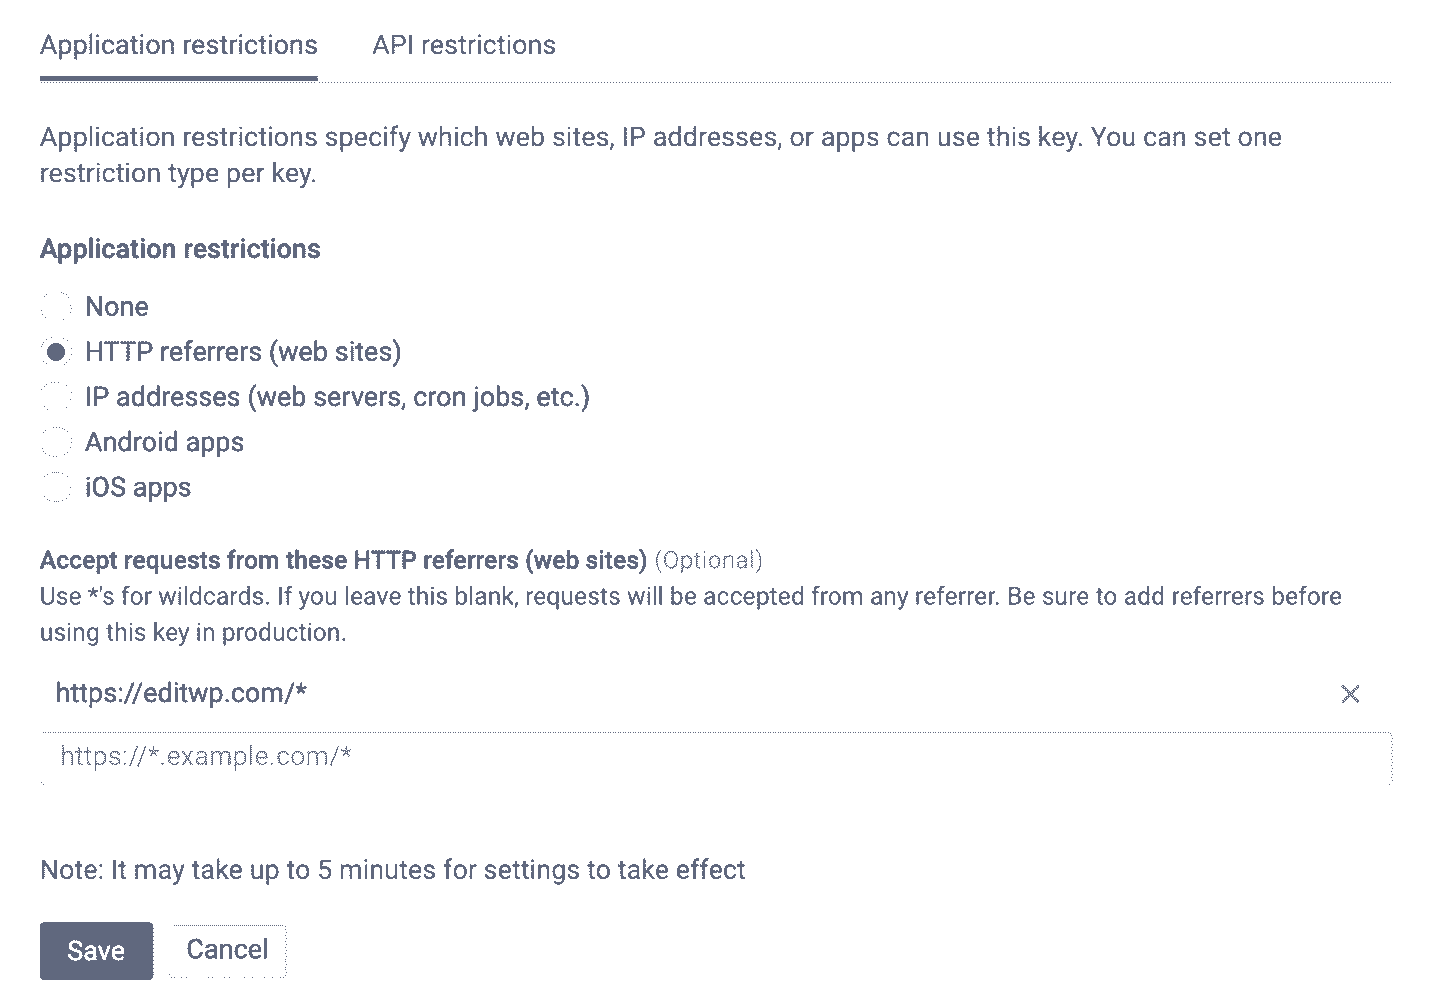 Application restrictions API restrictions
Application restrictions specify which web sites, IP addresses, or apps can use this key. You can set one
restriction type per key.
Application restrictions
None
HTTP referrers (web sites)
IP addresses (web servers, cron jobs, etc.)
Android apps
iOS apps
Accept requests from these HTTP referrers (web sites) (Optional)
Use *'s for wildcards. If you leave this blank, requests will be accepted from any referrer. Be sure to add referrers before
using this key in production.
https://editwp.com/*
https://*.example.com/*
Note: It may take up to 5 minutes for settings to take effect
Save Cancel